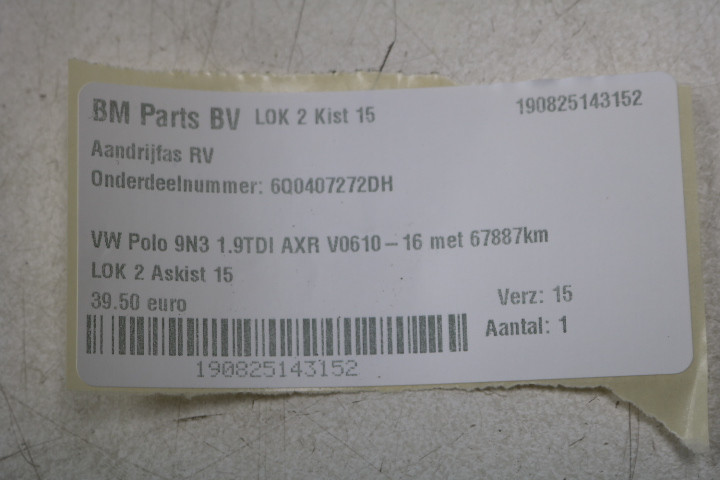 BM Parts BV LOK 2 Kist 15 190825143152
Aandrijfas RV
Onderdeelnummer: 6Q0407272DH
VW Polo 9N3 1.9TDI AXR V0610-16 met 67887km
LOK 2 Askist 15
39.50 euro Verz: 15
Aantal: 1
190825143152